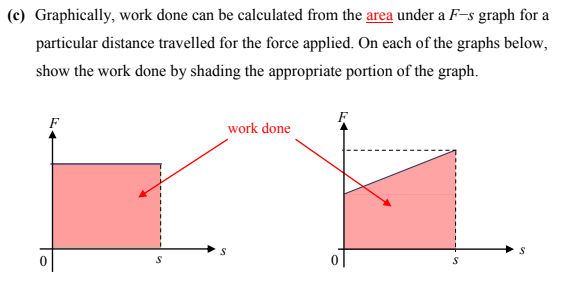 (c) Graphically, work done can be calculated from the area under a F–s graph for a
particular distance travelled for the force applied. On each of the graphs below,
show the work done by shading the appropriate portion of the graph.
F
work done
F
s
0
s
s
0
s